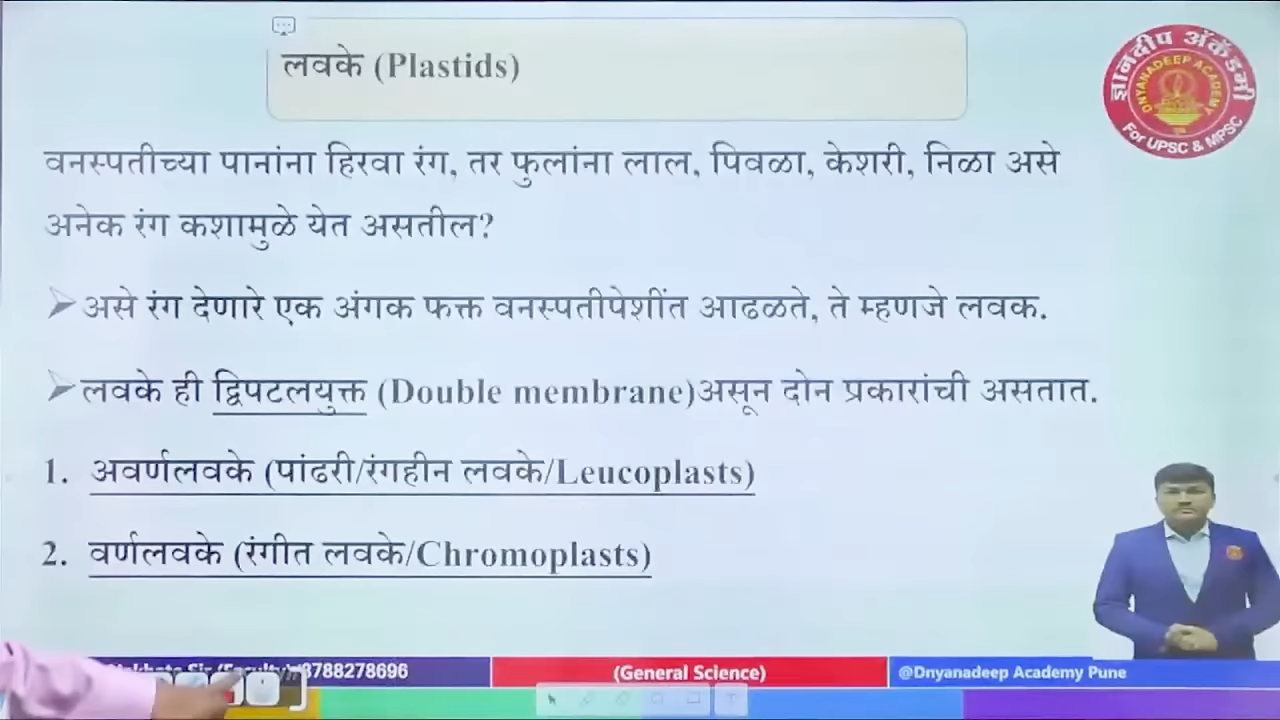 लवके (Plastids)
ज्ञानदीप अॅकॅडमी
DNYANADEEP ACADEMY
For UPSC & MPSC
वनस्पतीच्या पानांना हिरवा रंग, तर फुलांना लाल, पिवळा, केशरी, निळा असे
अनेक रंग कशामुळे येत असतील?
असे रंग देणारे एक अंगक फक्त वनस्पतीपेशींत आढळते, ते म्हणजे लवक.
लवके ही द्विपटलयुक्त (Double membrane)असून दोन प्रकारांची असतात.
1. अवर्णलवके (पांढरी/रंगहीन लवके/Leucoplasts)
2. वर्णलवके (रंगीत लवके/Chromoplasts)
8788278696
(General Science)
@Dnyanadeep Academy Pune